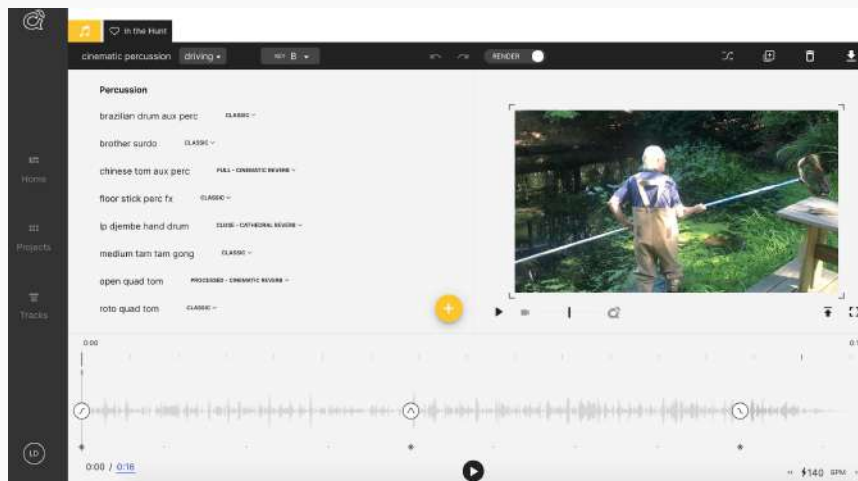 In the Hunt
cinematic percussion driving KEY B RENDER
Percussion
brazilian drum aux perc CLASSIC
brother surdo CLASSIC
chinese tom aux perc FULL - CINEMATIC REVERB
floor stick perc fx CLASSIC
lp djembe hand drum CLOSE - CATHEDRAL REVERB
medium tam tam gong CLASSIC
open quad tom PROCESSED - CINEMATIC REVERB
roto quad tom CLASSIC
Home
Projects
Tracks
0:00
LD
0:00 / 0:16
140 BPM